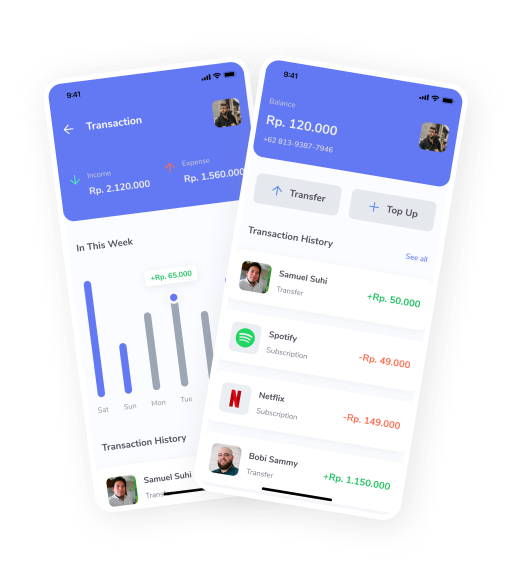 9:41
Transaction
Income
Rp. 2.120.000
Expense
Rp. 1.560.000
In This Week
+Rp. 65.000
Sat
Sun
Mon
Tue
Transaction History
Samuel Suhi
9:41
Balance
Rp. 120.000
+62 813-9387-7946
Transfer
Top Up
Transaction History
See all
Samuel Suhi
Transfer
+Rp. 50.000
Spotify
Subscription
-Rp. 49.000
N
Netflix
Subscription
-Rp. 149.000
Bobi Sammy
Transfer
+Rp. 1.150.000